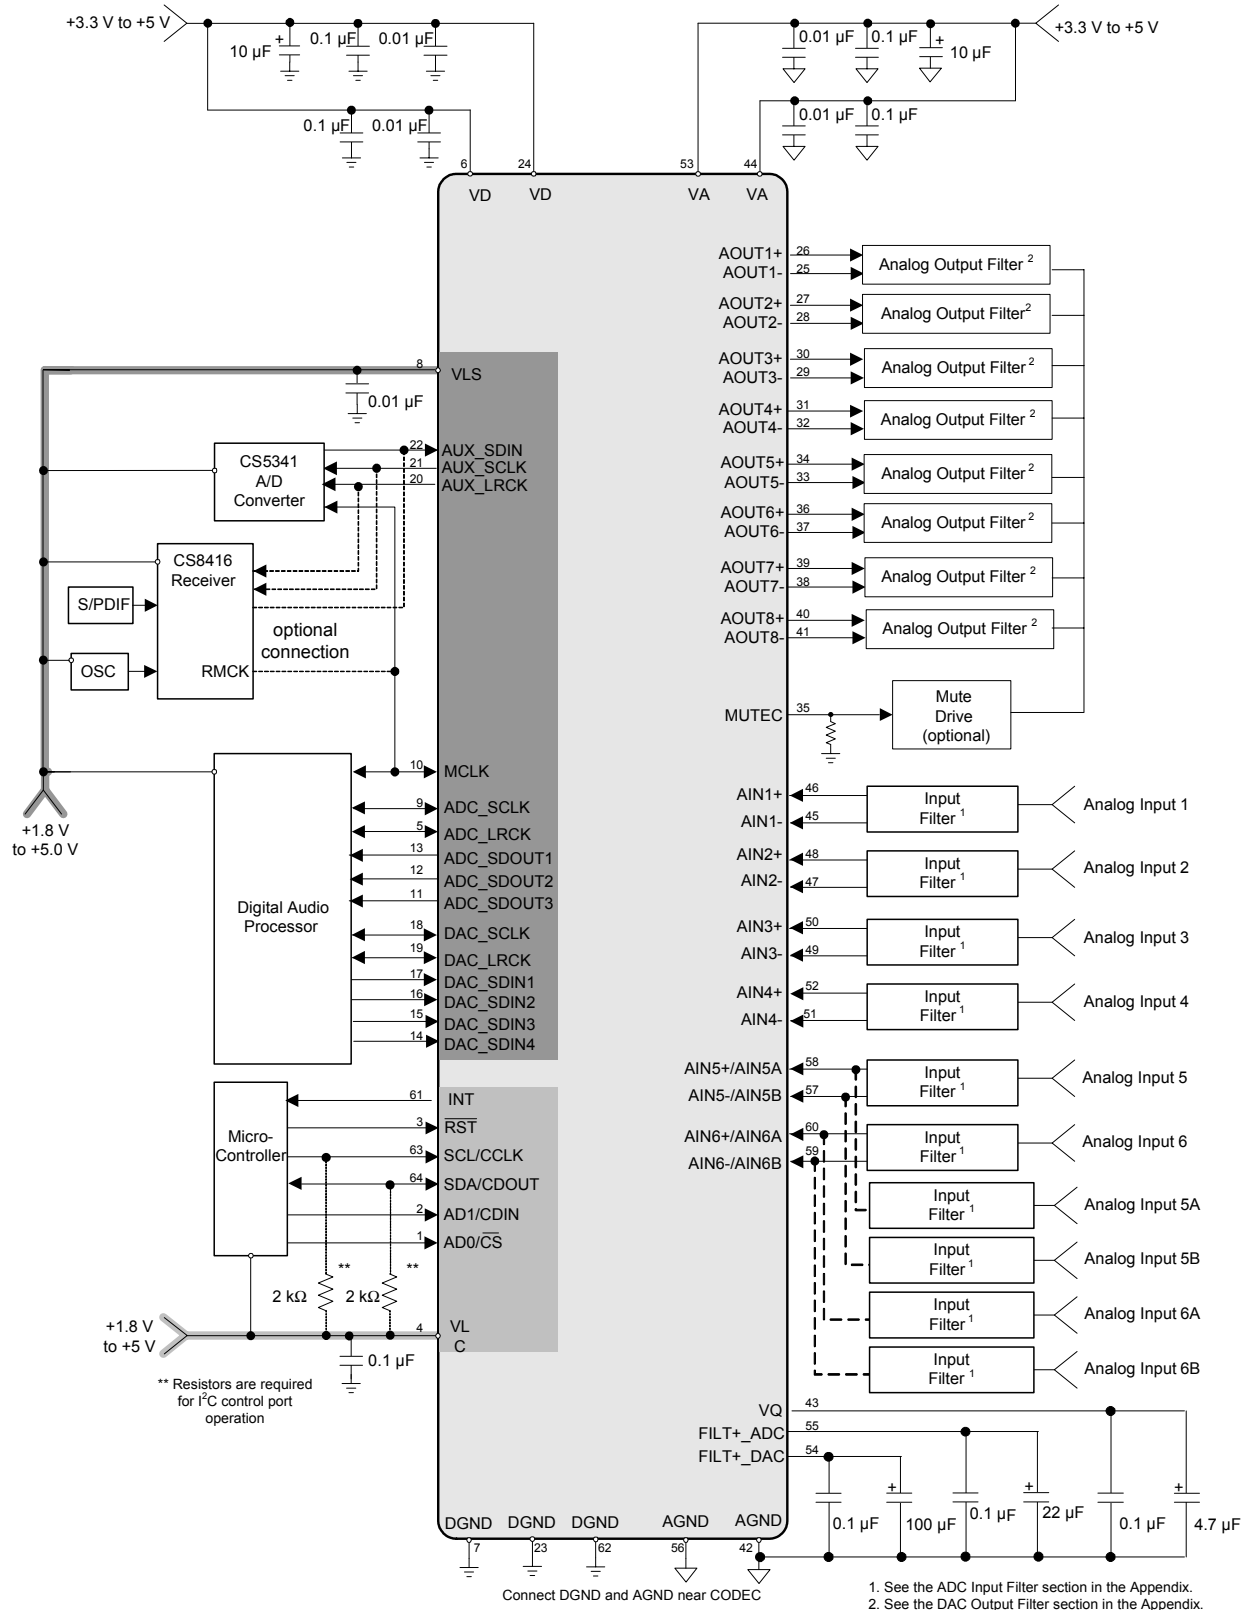 +3.3 V to +5 V
10 µF
+
0.1 µF
0.01 µF
0.1 µF
0.01 µF
0.01 µF
0.1 µF
+
10 µF
+3.3 V to +5 V
0.01 µF
0.1 µF
6
24
53
44
VD
VD
VA
VA
AOUT1+
26
AOUT1-
25
Analog Output Filter 2
AOUT2+
27
AOUT2-
28
Analog Output Filter2
AOUT3+
30
AOUT3-
29
Analog Output Filter 2
AOUT4+
31
AOUT4-
32
Analog Output Filter 2
AOUT5+
34
AOUT5-
33
Analog Output Filter 2
AOUT6+
36
AOUT6-
37
Analog Output Filter 2
AOUT7+
39
AOUT7-
38
Analog Output Filter 2
AOUT8+
40
AOUT8-
41
Analog Output Filter 2
MUTEC
35
Mute
Drive
(optional)
8
VLS
0.01 µF
CS5341
A/D
Converter
22
AUX_SDIN
21
AUX_SCLK
20
AUX_LRCK
CS8416
Receiver
S/PDIF
OSC
RMCK
optional
connection
+1.8 V
to +5.0 V
Digital Audio
Processor
10
MCLK
9
ADC_SCLK
5
ADC_LRCK
13
ADC_SDOUT1
12
ADC_SDOUT2
11
ADC_SDOUT3
18
DAC_SCLK
19
DAC_LRCK
17
DAC_SDIN1
16
DAC_SDIN2
15
DAC_SDIN3
14
DAC_SDIN4
AIN1+
46
AIN1-
45
Input
Filter 1
Analog Input 1
AIN2+
48
AIN2-
47
Input
Filter 1
Analog Input 2
AIN3+
50
AIN3-
49
Input
Filter 1
Analog Input 3
AIN4+
52
AIN4-
51
Input
Filter 1
Analog Input 4
AIN5+/AIN5A
58
AIN5-/AIN5B
57
Input
Filter 1
Analog Input 5
AIN6+/AIN6A
60
AIN6-/AIN6B
59
Input
Filter 1
Analog Input 6
Input
Filter 1
Analog Input 5A
Input
Filter 1
Analog Input 5B
Input
Filter 1
Analog Input 6A
Input
Filter 1
Analog Input 6B
Micro-
Controller
61
INT
3
RST
63
SCL/CCLK
64
SDA/CDOUT
2
AD1/CDIN
1
AD0/CS
**
2 kΩ
**
2 kΩ
+1.8 V
to +5 V
4
VL
C
0.1 µF
** Resistors are required
for I2C control port
operation
VQ
43
FILT+_ADC
55
FILT+_DAC
54
0.1 µF
+
100 µF
0.1 µF
+
22 µF
0.1 µF
+
4.7 µF
DGND
DGND
DGND
AGND
AGND
7
23
62
56
42
Connect DGND and AGND near CODEC
1. See the ADC Input Filter section in the Appendix.
2. See the DAC Output Filter section in the Appendix.